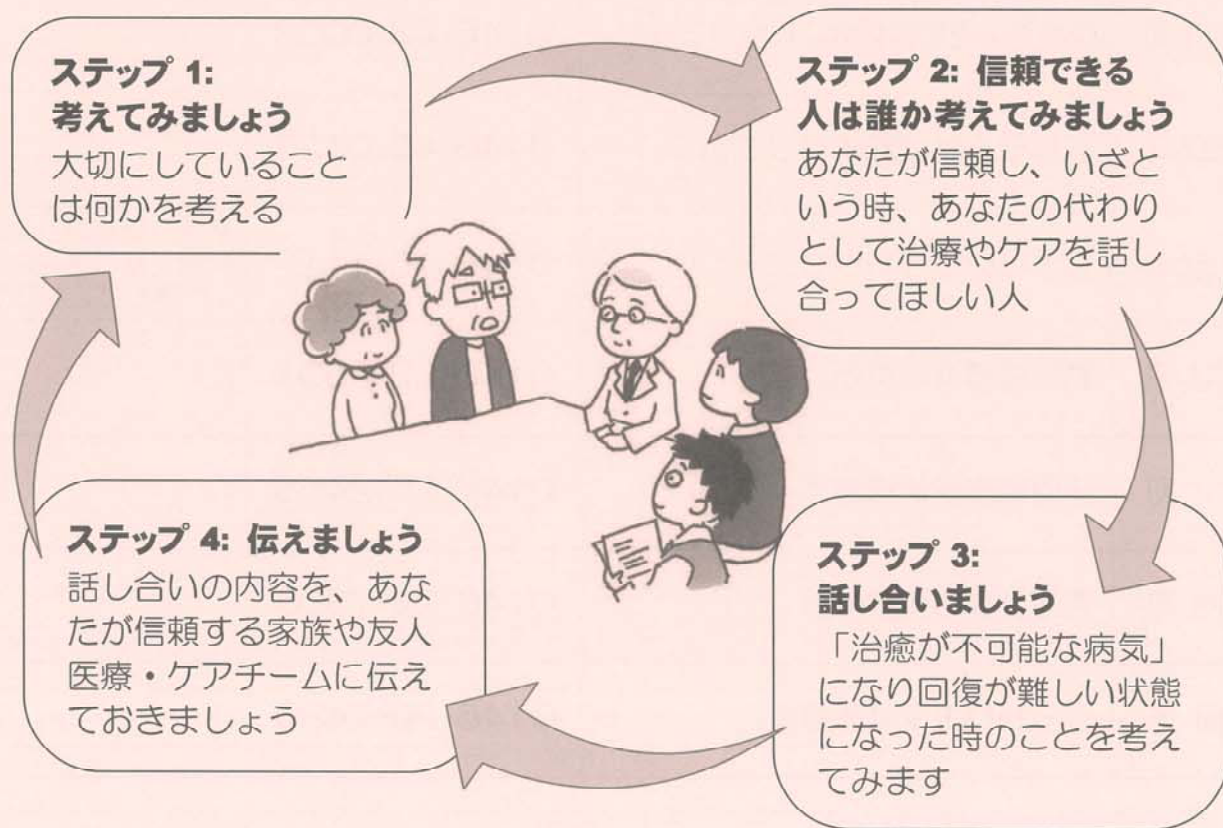 ステップ 1:
考えてみましょう
大切にしていること
は何かを考える
ステップ 2: 信頼できる
人は誰か考えてみましょう
あなたが信頼し、いざと
いう時、あなたの代わり
として治療やケアを話し
合ってほしい人
ステップ 3:
話し合いましょう
「治癒が不可能な病気」
になり回復が難しい状態
になった時のことを考え
てみます
ステップ 4: 伝えましょう
話し合いの内容を、あな
たが信頼する家族や友人
医療・ケアチームに伝え
ておきましょう